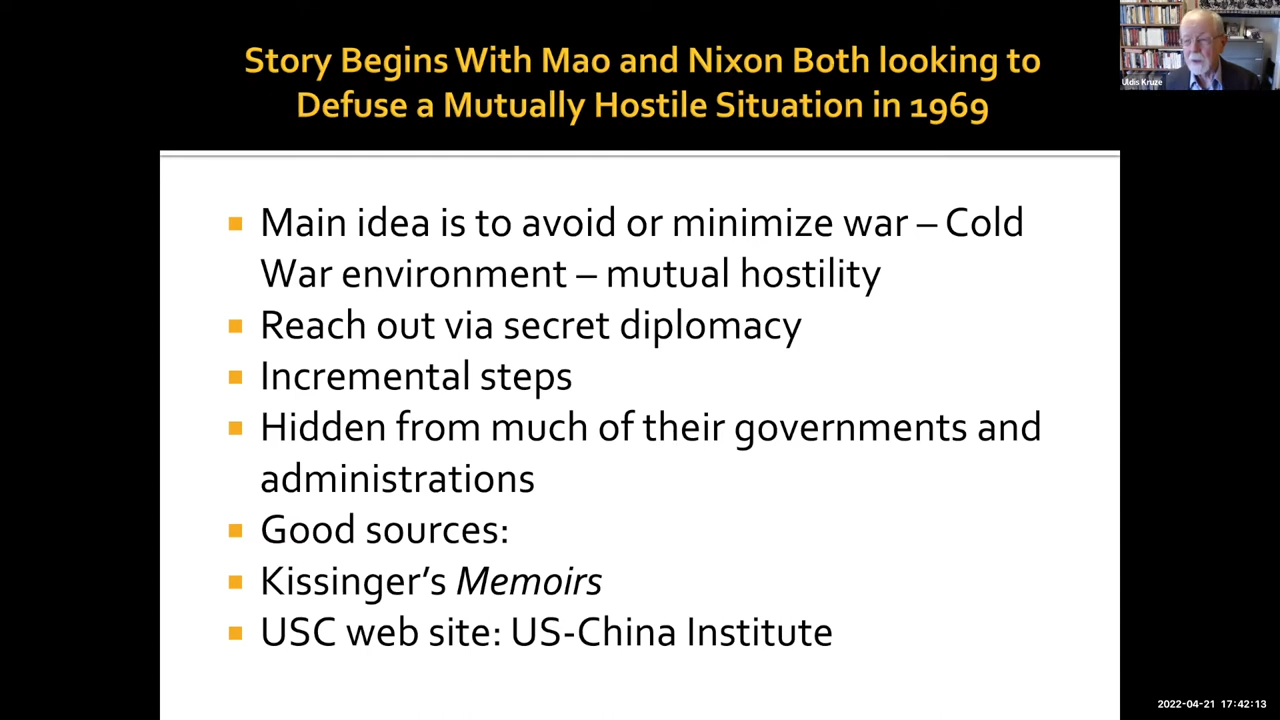 Story Begins With Mao and Nixon Both looking to
Defuse a Mutually Hostile Situation in 1969
Uldis Kruze
Main idea is to avoid or minimize war – Cold
War environment – mutual hostility
Reach out via secret diplomacy
Incremental steps
Hidden from much of their governments and
administrations
Good sources:
Kissinger’s Memoirs
USC web site: US-China Institute
2022-04-21 17:42:13